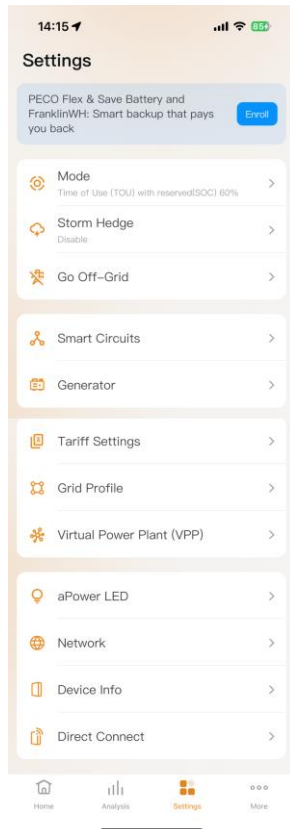 14:15
85
Settings
PECO Flex & Save Battery and
FranklinWH: Smart backup that pays
you back
Enroll
Mode
Time of Use (TOU) with reserved(SOC) 60%
Storm Hedge
Disable
Go Off-Grid
Smart Circuits
Generator
Tariff Settings
Grid Profile
Virtual Power Plant (VPP)
aPower LED
Network
Device Info
Direct Connect
Home
Analysis
Settings
More